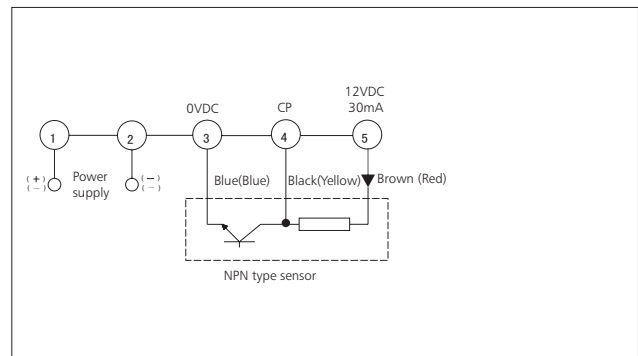 12VDC
0VDC CP 30mA
1 2 3 4 5
(+) Power (−)
(−) supply (−)
Blue(Blue) Black(Yellow) Brown (Red)
NPN type sensor